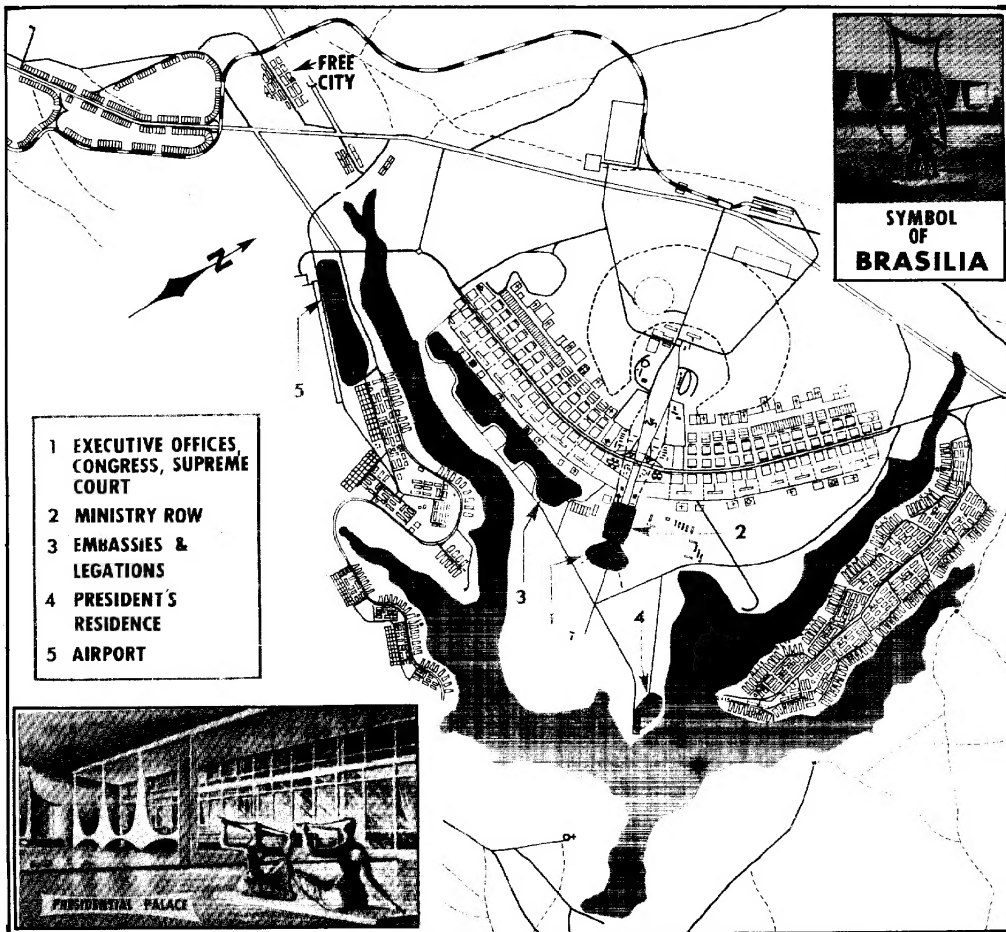 FREE
CITY
SYMBOL
OF
BRASILIA
N
5
1 EXECUTIVE OFFICES,
CONGRESS, SUPREME
COURT
2 MINISTRY ROW
3 EMBASSIES &
LEGATIONS
4 PRESIDENT'S
RESIDENCE
5 AIRPORT
2
3
4
PRESIDENTIAL PALACE